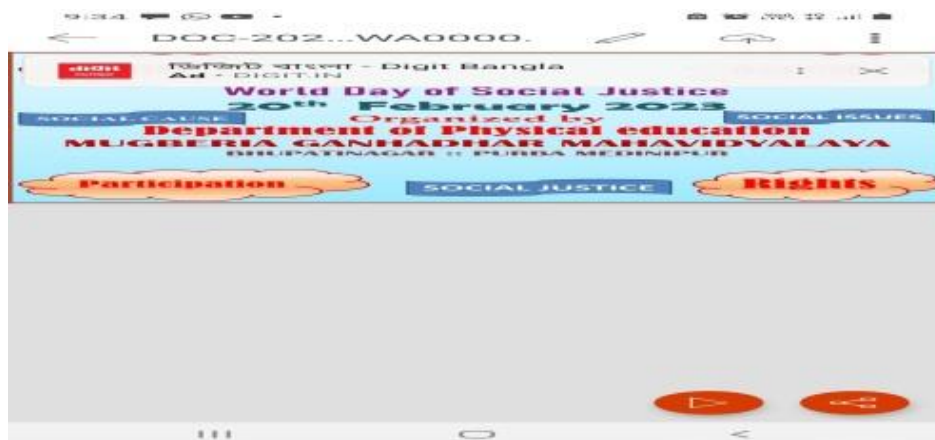 9:34
DOC-202...WA0000.
ডিজিট বাংলা - Digit Bangla
Ad • DIGIT.IN
World Day of Social Justice
20th February 2023
SOCIAL CAUSE
Organized by
SOCIAL ISSUES
Department of Physical education
MUGBERIA GANHADHAR MAHAVIDYALAYA
BHUPATINAGAR :: PURBA MEDINIPUR
Participation
SOCIAL JUSTICE
Rights